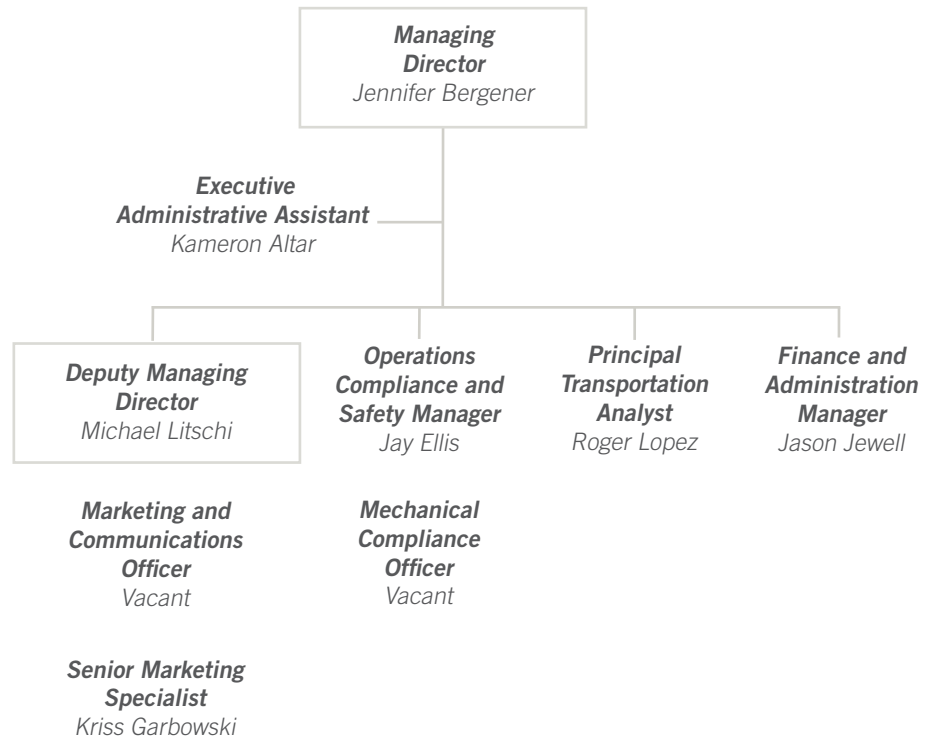 Managing
Director
Jennifer Bergener
Executive
Administrative Assistant
Kameron Altar
Deputy Managing
Director
Michael Litschi
Operations
Compliance and
Safety Manager
Jay Ellis
Principal
Transportation
Analyst
Roger Lopez
Finance and
Administration
Manager
Jason Jewell
Marketing and
Communications
Officer
Vacant
Mechanical
Compliance
Officer
Vacant
Senior Marketing
Specialist
Kriss Garbowski